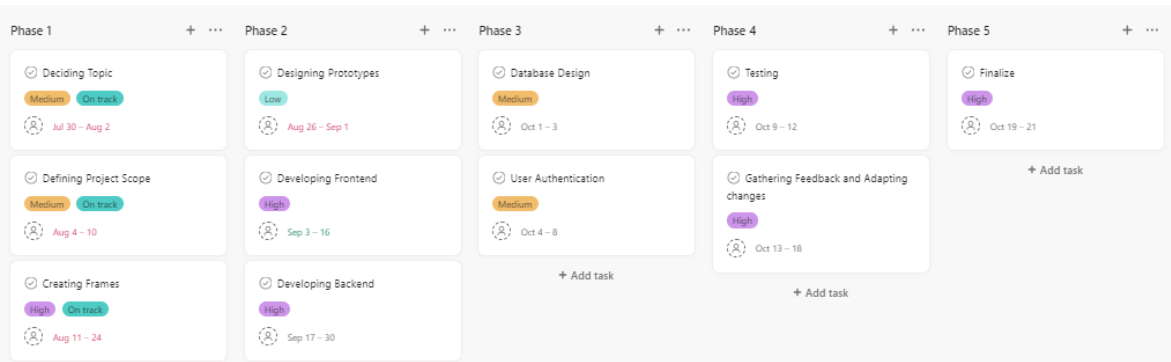 Phase 1
Deciding Topic
Medium On track
Jul 30 – Aug 2
Defining Project Scope
Medium On track
Aug 4 – 10
Creating Frames
High On track
Aug 11 – 24
Phase 2
Designing Prototypes
Low
Aug 26 – Sep 1
Developing Frontend
High
Sep 3 – 16
Developing Backend
High
Sep 17 – 30
Phase 3
Database Design
Medium
Oct 1 – 3
User Authentication
Medium
Oct 4 – 8
+ Add task
Phase 4
Testing
High
Oct 9 – 12
Gathering Feedback and Adapting
changes
High
Oct 13 – 18
+ Add task
Phase 5
Finalize
High
Oct 19 – 21
+ Add task